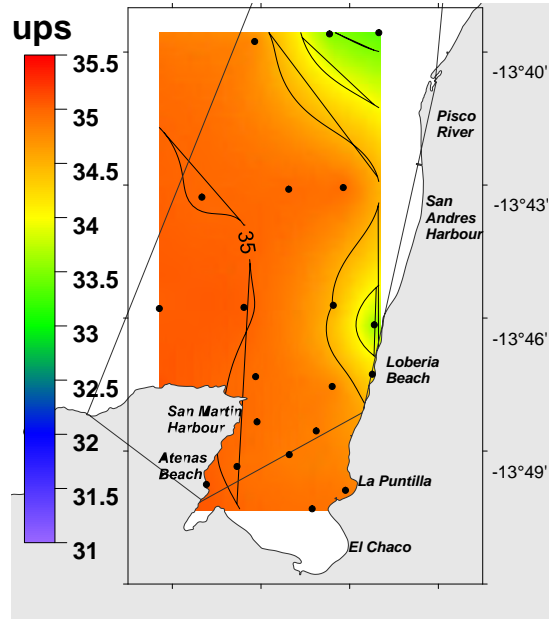 ups
35.5
35
34.5
34
33.5
33
32.5
32
31.5
31
35
-13°40'
-13°43'
-13°46'
-13°49'
Pisco
River
San
Andres
Harbour
Loberia
Beach
San Martin
Harbour
Atenas
Beach
La Puntilla
El Chaco